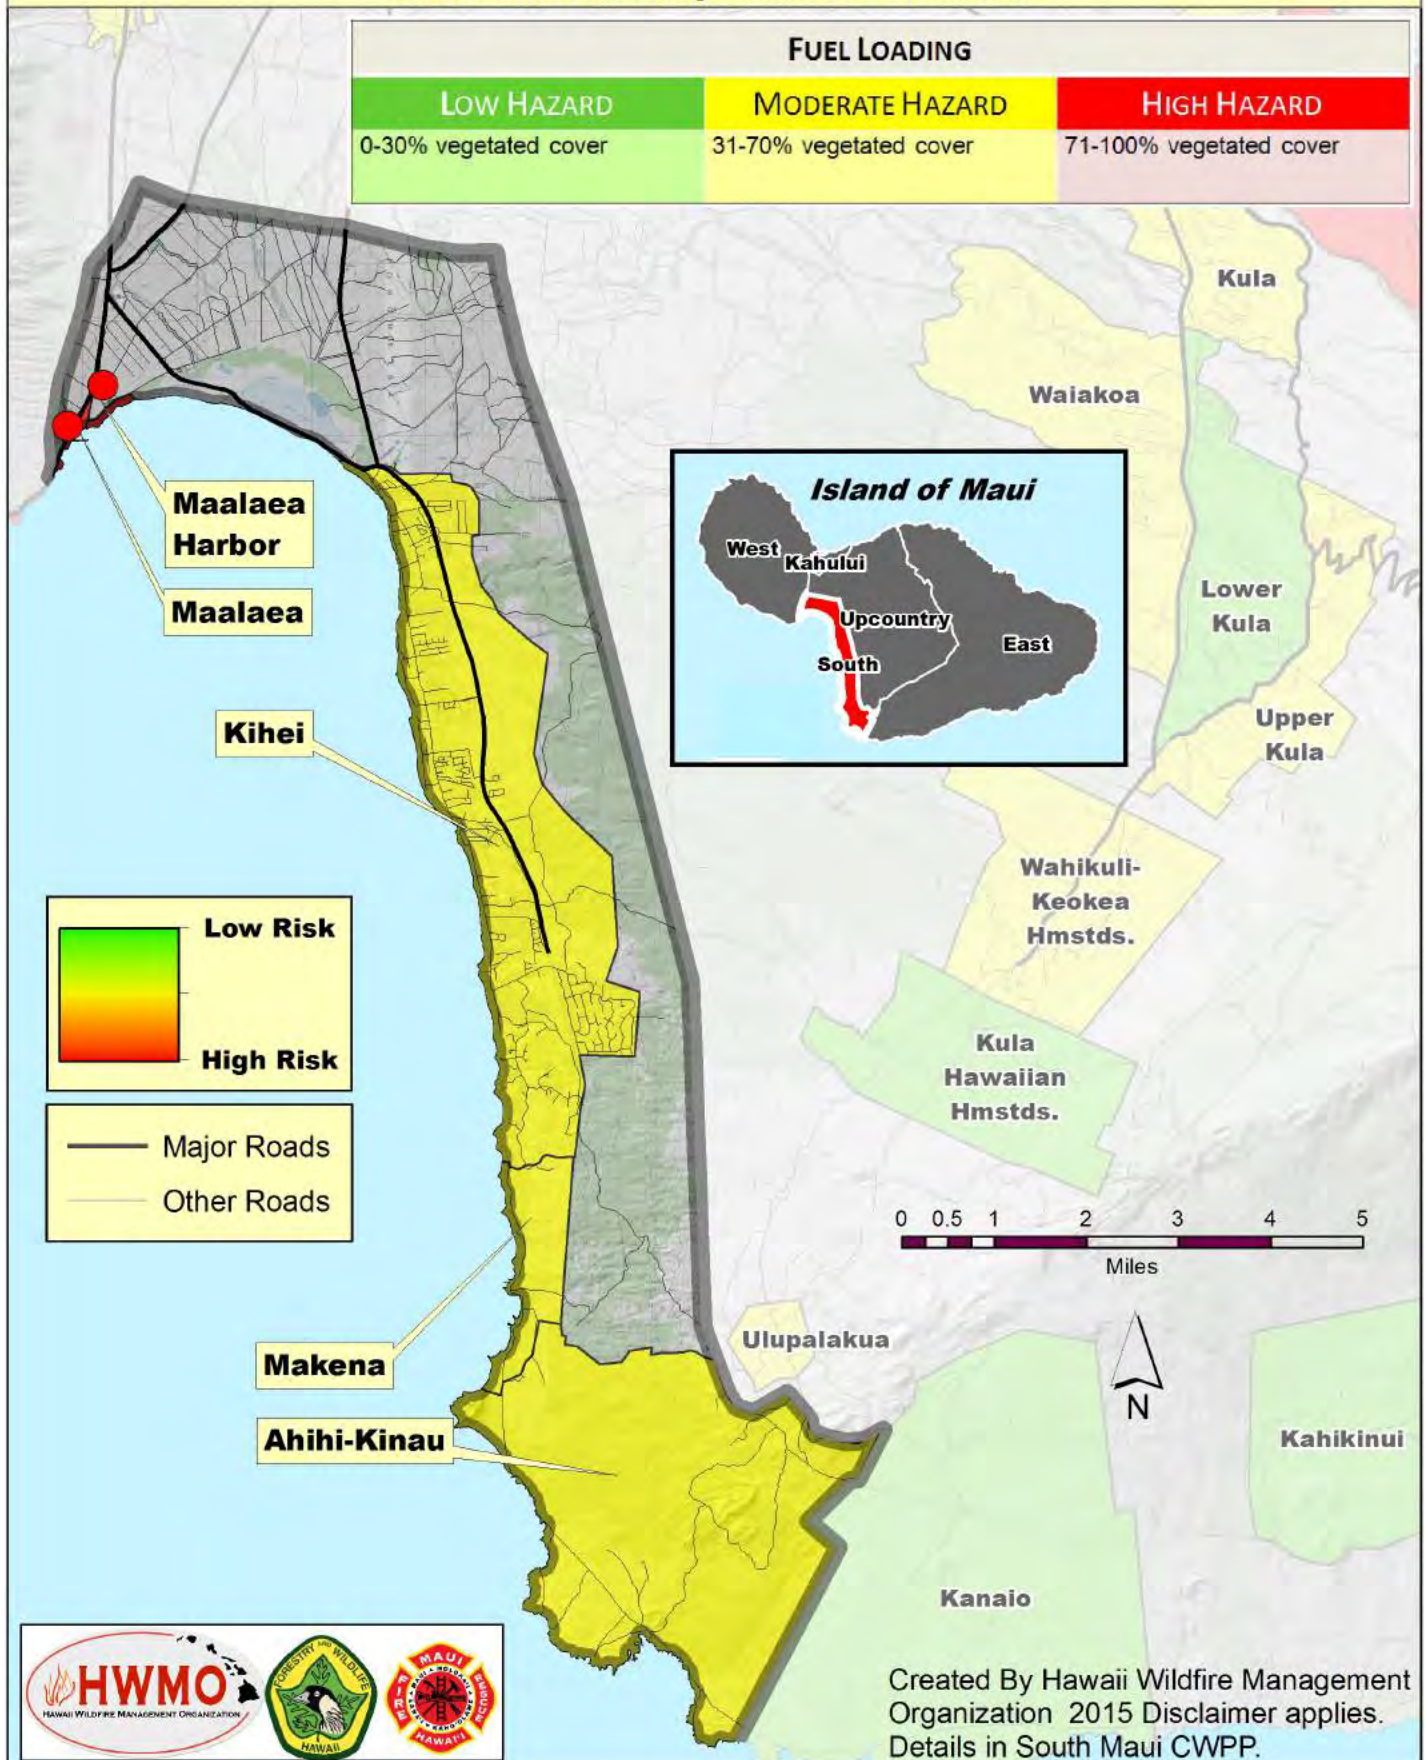 FUEL LOADING
LOW HAZARD MODERATE HAZARD HIGH HAZARD
0-30% vegetated cover 31-70% vegetated cover 71-100% vegetated cover
Kula
Waiakoa
Maalaea
Harbor
Maalaea
Island of Maui
West
Kahului
Upcountry
East
South
Lower
Kula
Upper
Kula
Kihei
Wahikuli-
Keokea
Hmstds.
Low Risk
High Risk
Kula
Hawaiian
Hmstds.
Major Roads
Other Roads
0 0.5 1 2 3 4 5
Miles
Ulupalakua
N
Makena
Ahihi-Kinau
Kahikinui
Kanaio
HWMO
HAWAII WILDFIRE MANAGEMENT ORGANIZATION
FORESTRY AND WILDLIFE
HAWAII
MAUI
FIRE
RESCUE
HAWAI'I
Created By Hawaii Wildfire Management
Organization 2015 Disclaimer applies.
Details in South Maui CWPP.